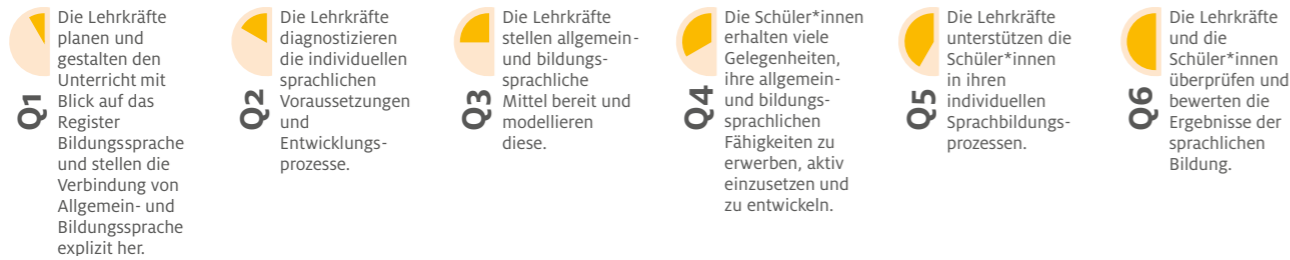 Q1
Die Lehrkräfte
planen und
gestalten den
Unterricht mit
Blick auf das
Register
Bildungssprache
und stellen die
Verbindung von
Allgemein- und
Bildungssprache
explizit her.
Q2
Die Lehrkräfte
diagnostizieren
die individuellen
sprachlichen
Voraussetzungen
und
Entwicklungs-
prozesse.
Q3
Die Lehrkräfte
stellen allgemein-
und bildungs-
sprachliche
Mittel bereit und
modellieren
diese.
Q4
Die Schüler*innen
erhalten viele
Gelegenheiten,
ihre allgemein-
und bildungs-
sprachlichen
Fähigkeiten zu
erwerben, aktiv
einzusetzen und
zu entwickeln.
Q5
Die Lehrkräfte
unterstützen die
Schüler*innen
in ihren
individuellen
Sprachbildungs-
prozessen.
Q6
Die Lehrkräfte
und die
Schüler*innen
überprüfen und
bewerten die
Ergebnisse der
sprachlichen
Bildung.